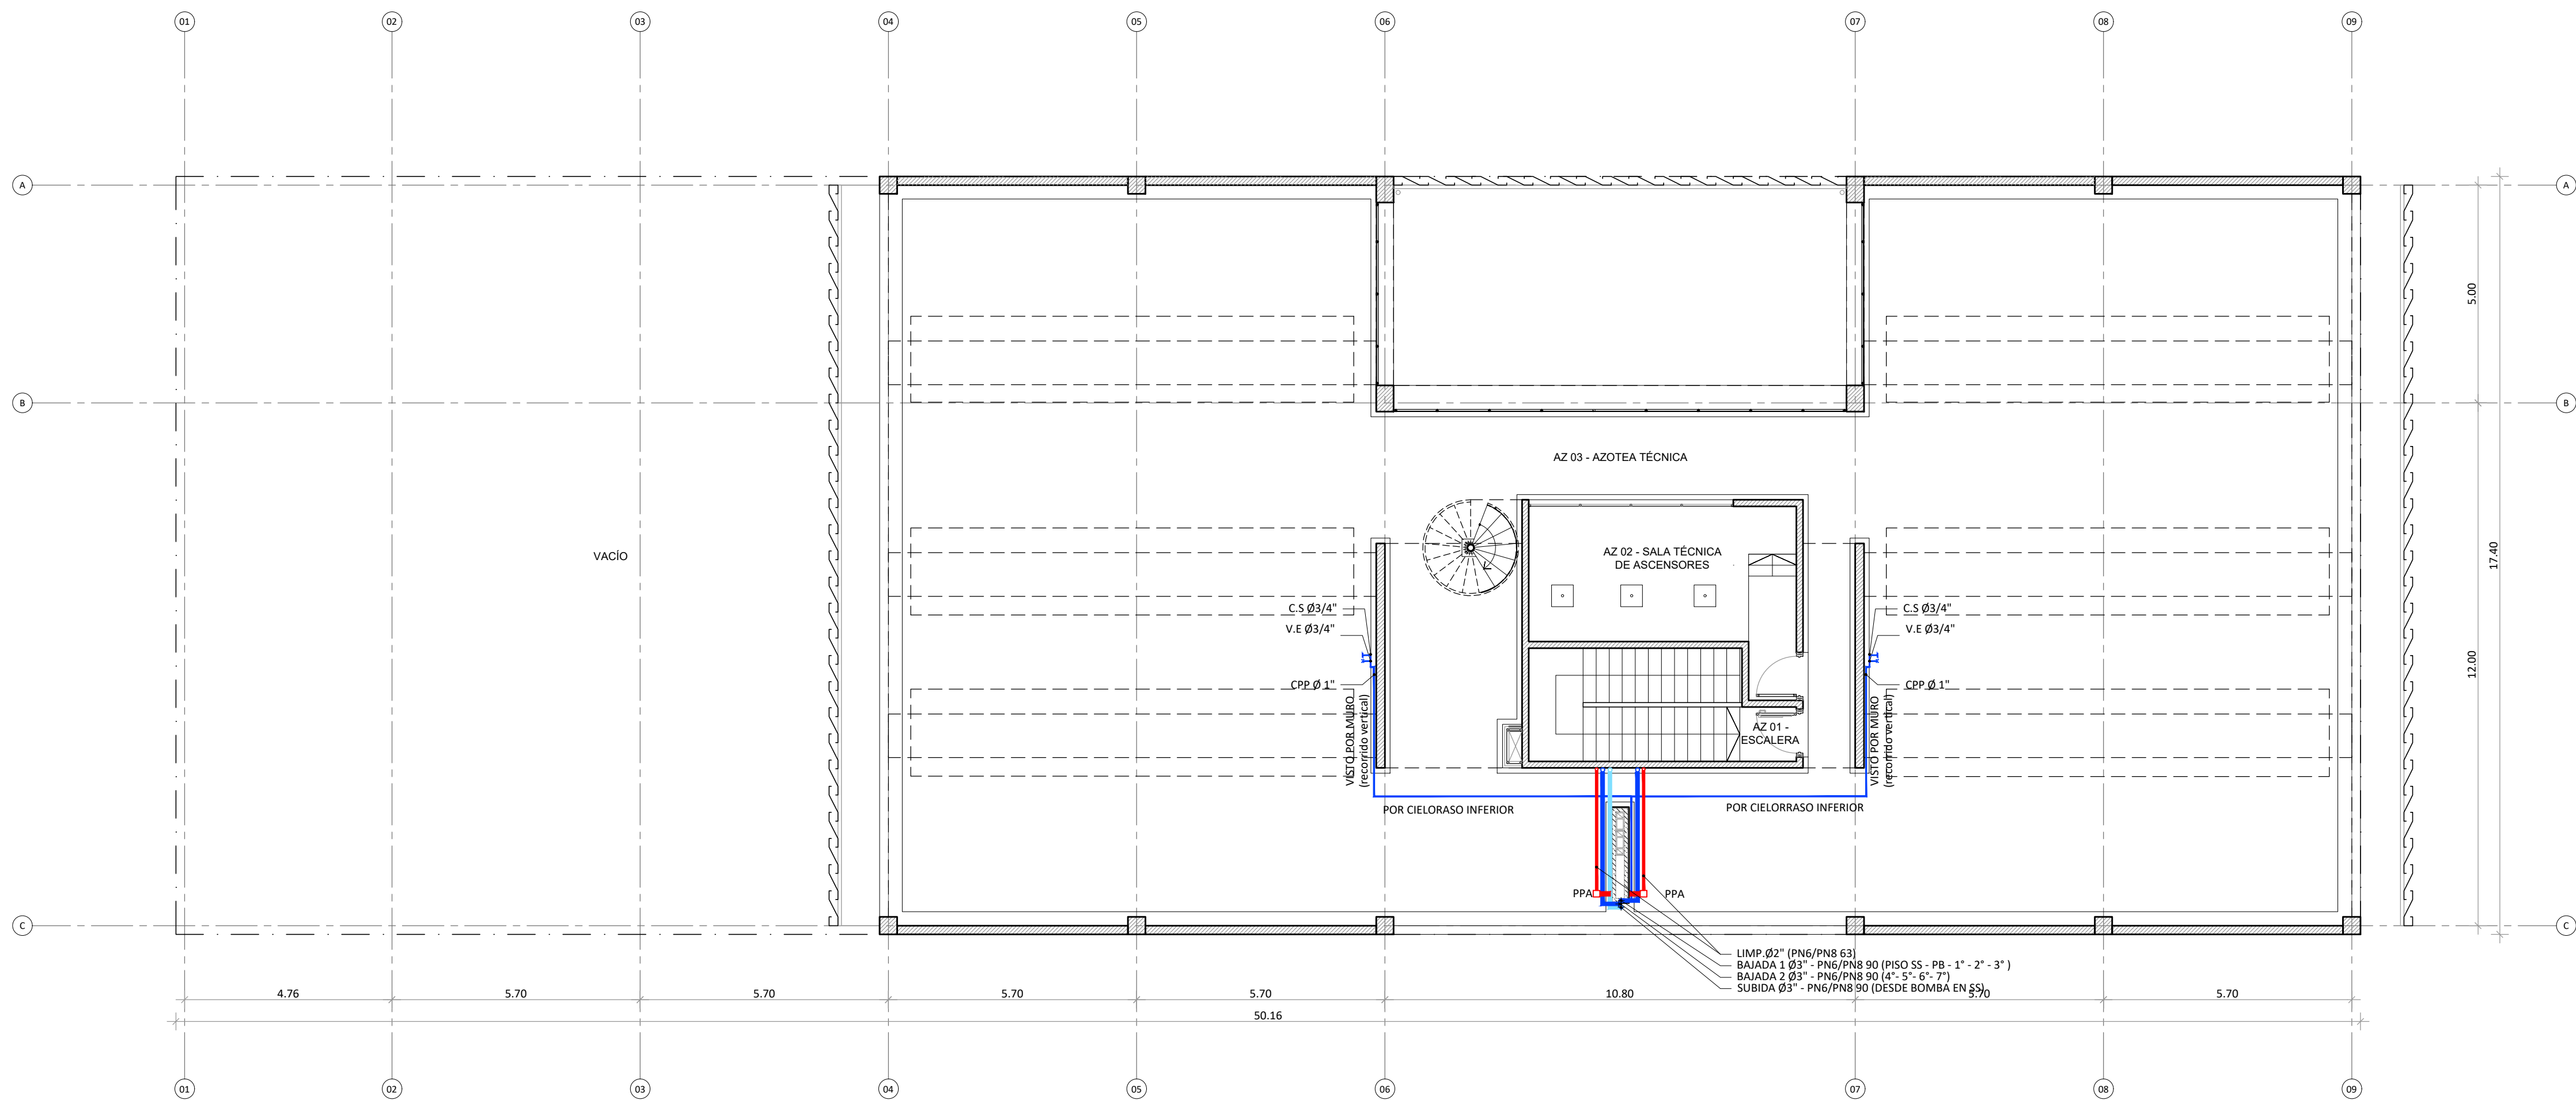 01
02
03
04
05
06
07
08
09
A
A
B
B
C
C
5.00
17.40
12.00
AZ 03 - AZOTEA TÉCNICA
VACÍO
AZ 02 - SALA TÉCNICA
DE ASCENSORES
C.S Ø3/4"
V.E Ø3/4"
CPP Ø 1"
VISTO POR MURO
(recorrido vertical)
C.S Ø3/4"
V.E Ø3/4"
CPP Ø 1"
VISTO POR MURO
(recorrido vertical)
AZ 01 -
ESCALERA
POR CIELORASO INFERIOR
POR CIELORRASO INFERIOR
PPA
PPA
LIMP.Ø2" (PN6/PN8 63)
BAJADA 1 Ø3" - PN6/PN8 90 (PISO SS - PB - 1° - 2° - 3° )
BAJADA 2 Ø3" - PN6/PN8 90 (4°- 5°- 6°- 7°)
SUBIDA Ø3" - PN6/PN8 90 (DESDE BOMBA EN SS)
4.76
5.70
5.70
5.70
5.70
10.80
5.70
5.70
50.16
01
02
03
04
05
06
07
08
09